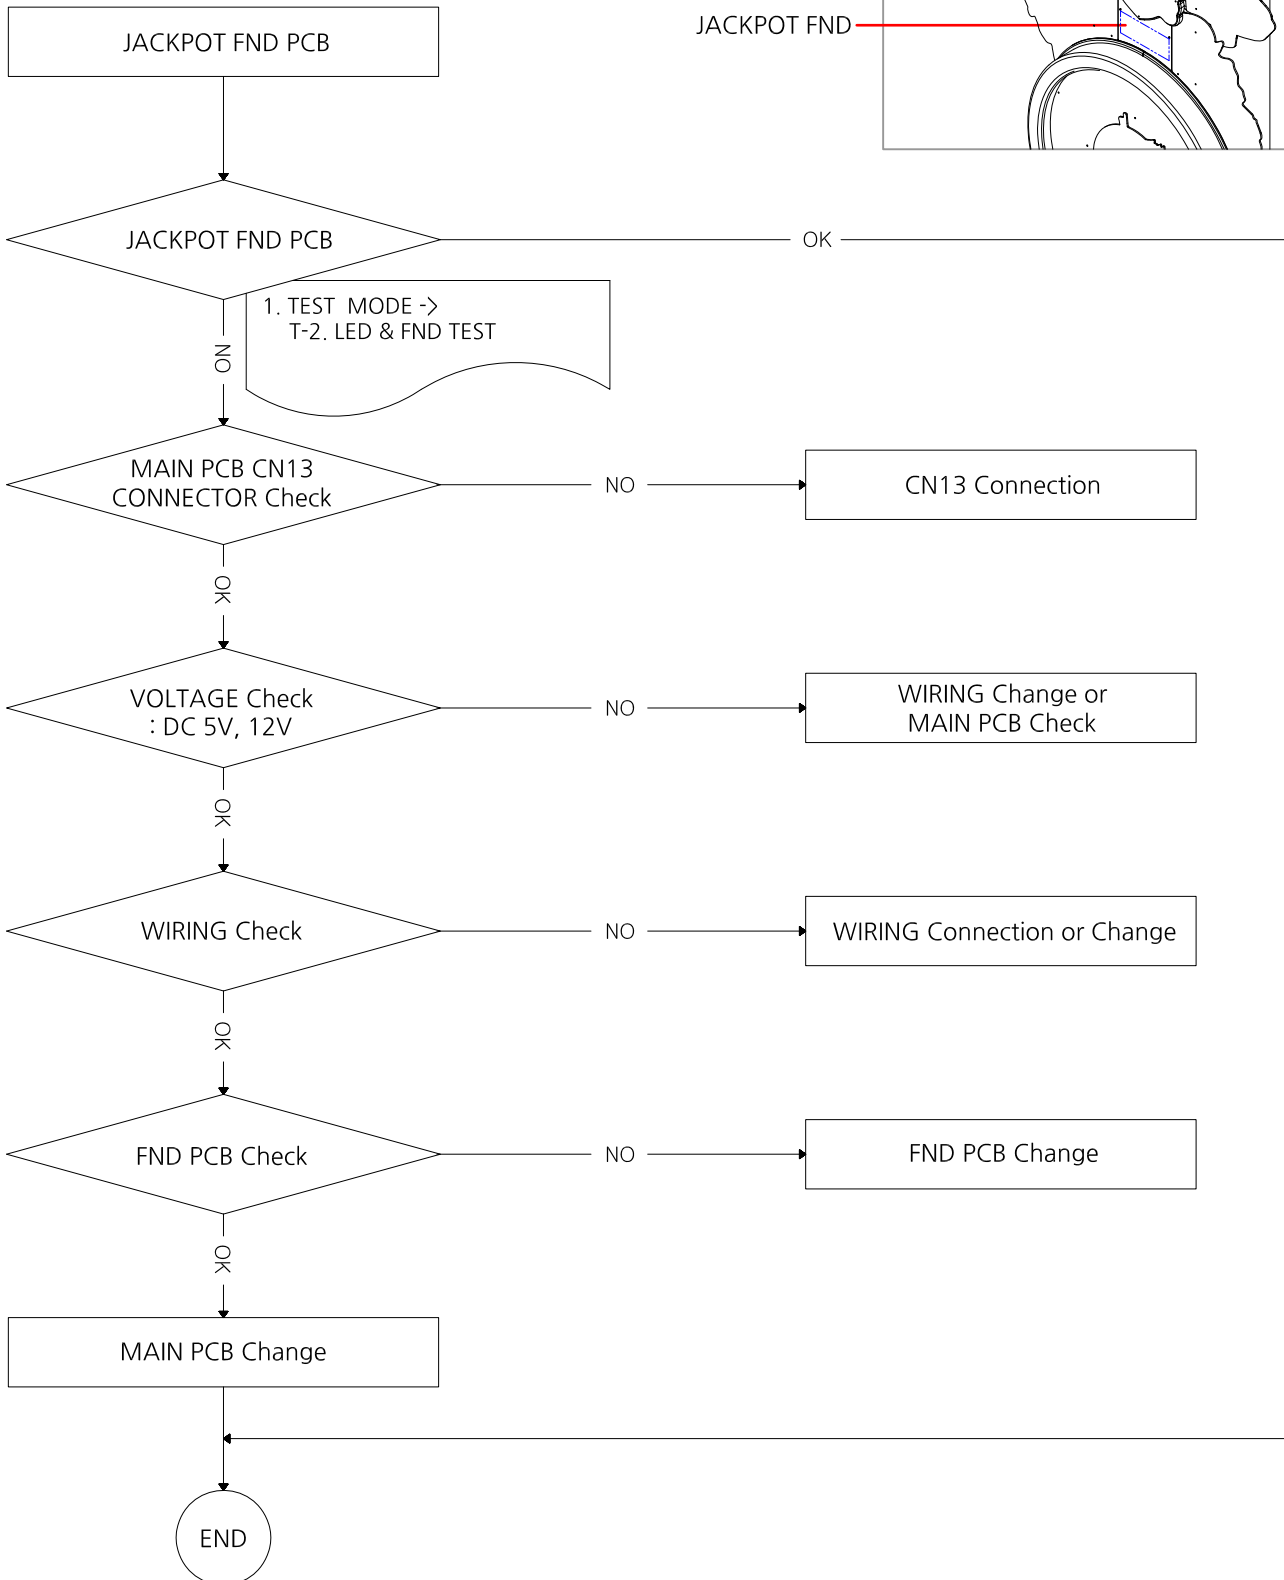 JACKPOT FND PCB
JACKPOT FND
JACKPOT FND PCB
OK
1. TEST MODE ->
T-2. LED & FND TEST
NO
MAIN PCB CN13
CONNECTOR Check
NO
CN13 Connection
OK
VOLTAGE Check
: DC 5V, 12V
NO
WIRING Change or
MAIN PCB Check
OK
WIRING Check
NO
WIRING Connection or Change
OK
FND PCB Check
NO
FND PCB Change
OK
MAIN PCB Change
END